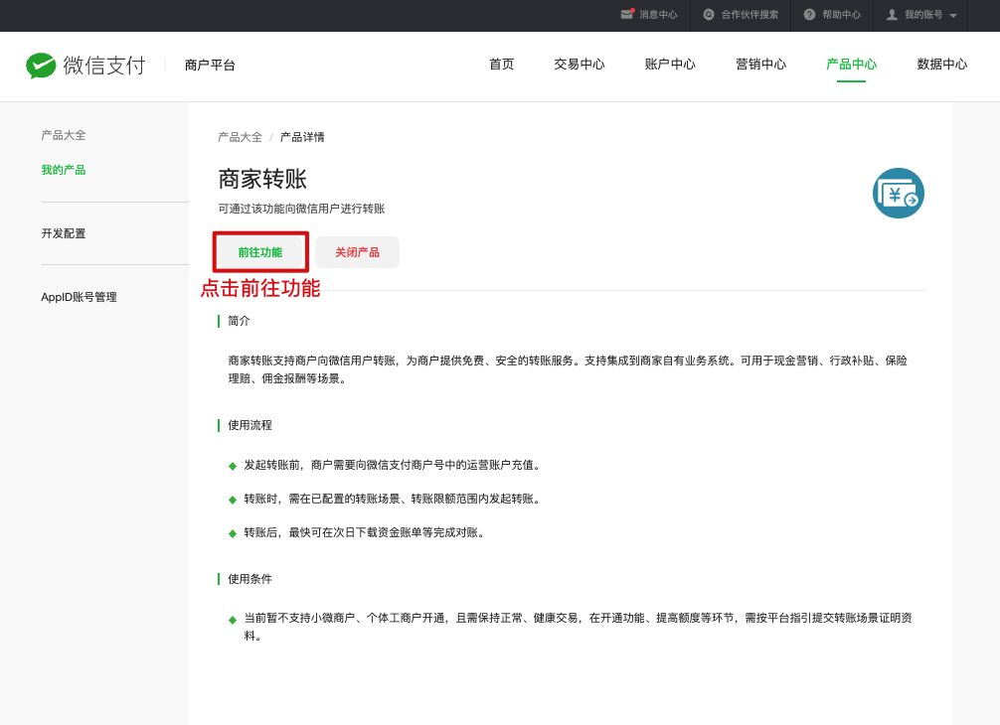 消息中心 合作伙伴搜索 帮助中心 我的账号
微信支付 商户平台 首页 交易中心 账户中心 营销中心 产品中心 数据中心
产品大全
我的产品
开发配置
AppID账号管理
产品大全 / 产品详情
商家转账
可通过该功能向微信用户进行转账
前往功能 关闭产品
点击前往功能
简介
商家转账支持商户向微信用户转账，为商户提供免费、安全的转账服务。支持集成到商家自有业务系统。可用于现金营销、行政补贴、保险
理赔、佣金报酬等场景。
使用流程
发起转账前，商户需要向微信支付商户号中的运营账户充值。
转账时，需在已配置的转账场景、转账限额范围内发起转账。
转账后，最快可在次日下载资金账单等完成对账。
使用条件
当前暂不支持小微商户、个体工商户开通，且需保持正常、健康交易，在开通功能、提高额度等环节，需按平台指引提交转账场景证明资
料。